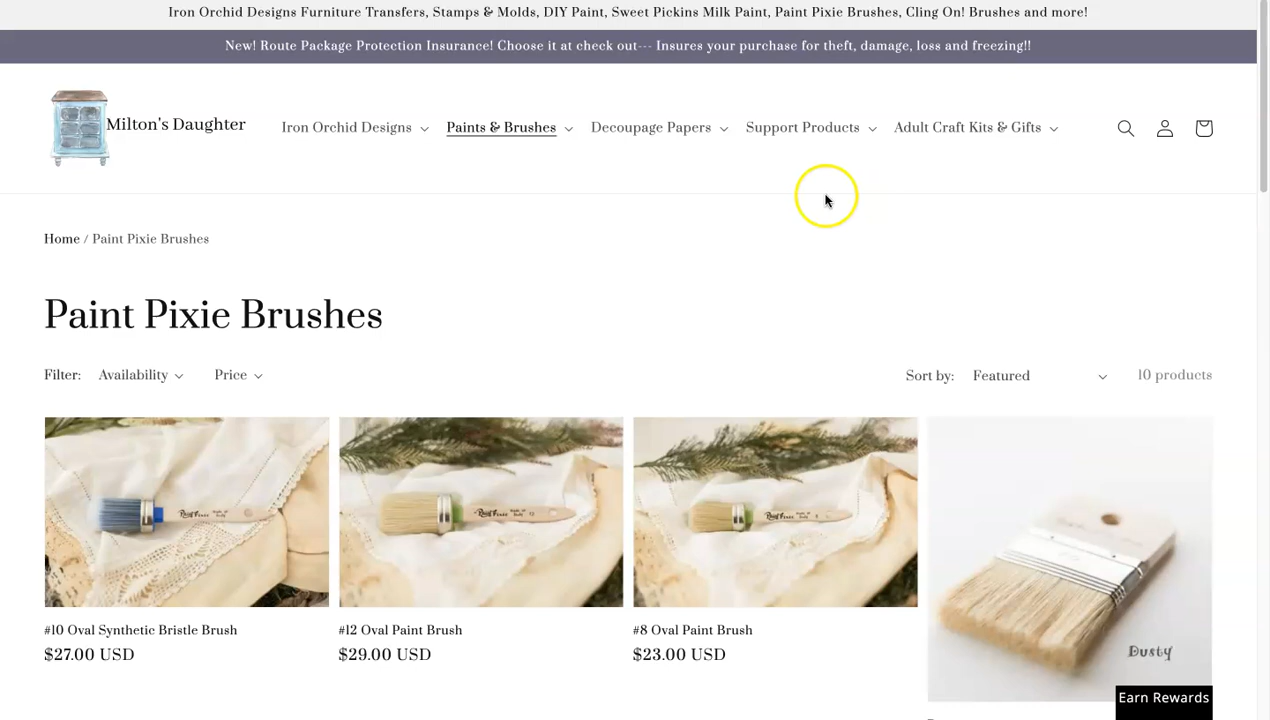 Iron Orchid Designs Furniture Transfers, Stamps & Molds, DIY Paint, Sweet Pickins Milk Paint, Paint Pixie Brushes, Cling On! Brushes and more!
New! Route Package Protection Insurance! Choose it at check out--- Insures your purchase for theft, damage, loss and freezing!!
Milton's Daughter
Iron Orchid Designs
Paints & Brushes
Decoupage Papers
Support Products
Adult Craft Kits & Gifts
Home / Paint Pixie Brushes
Paint Pixie Brushes
Filter: Availability Price
Sort by: Featured
10 products
Dusty
#10 Oval Synthetic Bristle Brush
$27.00 USD
#12 Oval Paint Brush
$29.00 USD
#8 Oval Paint Brush
$23.00 USD
Earn Rewards